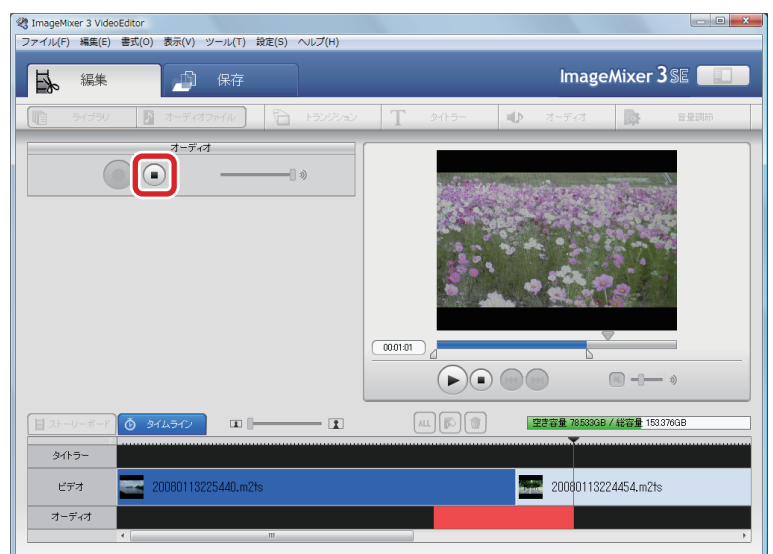 ImageMixer 3 VideoEditor
ファイル(F) 編集(E) 書式(O) 表示(V) ツール(T) 設定(S) ヘルプ(H)
編集 保存 ImageMixer 3 SE
ライブラリ オーディオファイル トランジション T タイトラー オーディオ 音量調節
オーディオ
00:01:01
ストーリーボード タイムライン ALL 空き容量 78.533GB / 総容量 153.376GB
タイトラー
ビデオ 20080113225440.m2ts 20080113224454.m2ts
オーディオ